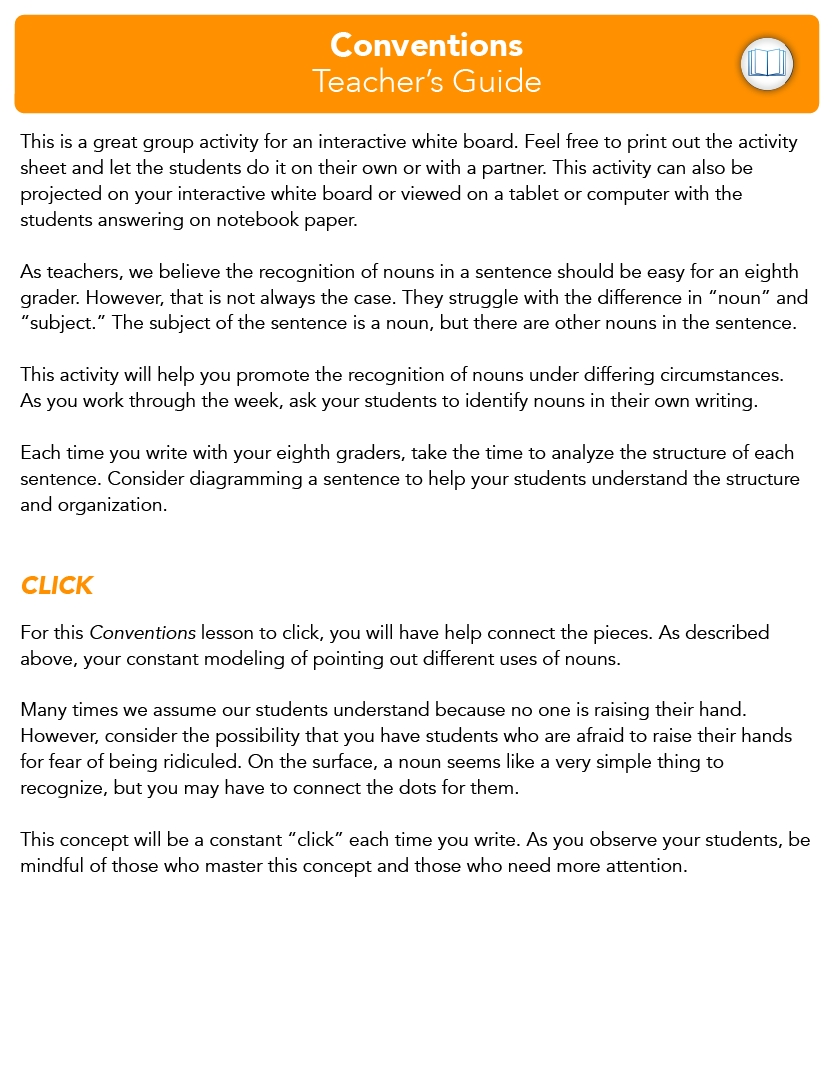 Conventions
Teacher's Guide
This is a great group activity for an interactive white board. Feel free to print out the activity
sheet and let the students do it on their own or with a partner. This activity can also be
projected on your interactive white board or viewed on a tablet or computer with the
students answering on notebook paper.
As teachers, we believe the recognition of nouns in a sentence should be easy for an eighth
grader. However, that is not always the case. They struggle with the difference in “noun” and
“subject.” The subject of the sentence is a noun, but there are other nouns in the sentence.
This activity will help you promote the recognition of nouns under differing circumstances.
As you work through the week, ask your students to identify nouns in their own writing.
Each time you write with your eighth graders, take the time to analyze the structure of each
sentence. Consider diagramming a sentence to help your students understand the structure
and organization.
CLICK
For this Conventions lesson to click, you will have help connect the pieces. As described
above, your constant modeling of pointing out different uses of nouns.
Many times we assume our students understand because no one is raising their hand.
However, consider the possibility that you have students who are afraid to raise their hands
for fear of being ridiculed. On the surface, a noun seems like a very simple thing to
recognize, but you may have to connect the dots for them.
This concept will be a constant “click” each time you write. As you observe your students, be
mindful of those who master this concept and those who need more attention.